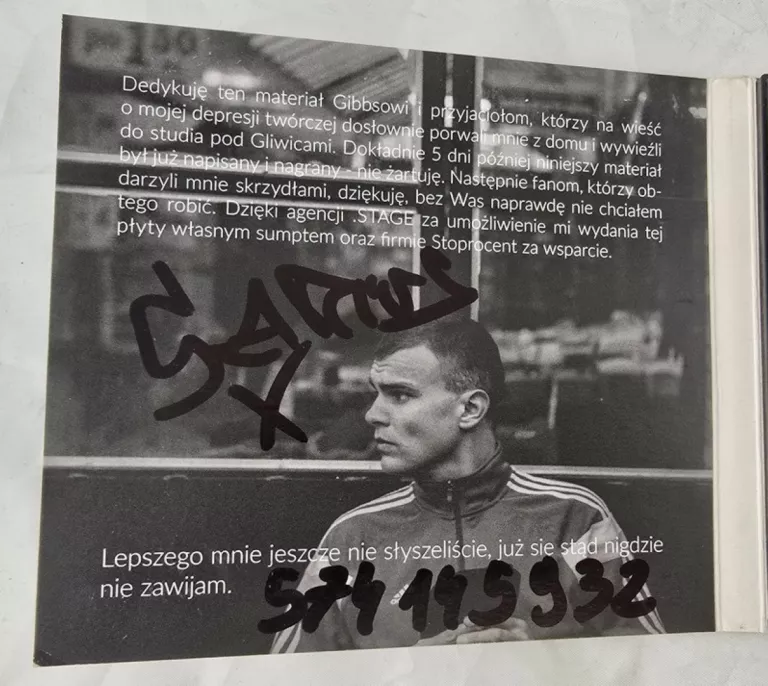 Dedykuję ten materiał Gibbsowi i przyjaciołom, którzy na wieść
o mojej depresji twórczej dosłownie porwali mnie z domu i wywieźli
do studia pod Gliwicami. Dokładnie 5 dni później niniejszy materiał
był już napisany i nagrany - nie żartuję. Następnie fanom, którzy ob-
darzyli mnie skrzydłami, dziękuję, bez Was naprawdę nie chciałem
tego robić. Dzięki agencji .STAGE za umożliwienie mi wydania tej
płyty własnym sumptem oraz firmie Stoprocent za wsparcie.
Lepszego mnie jeszcze nie słyszeliście, już się stąd nigdzie
nie zawijam.
574 145 932